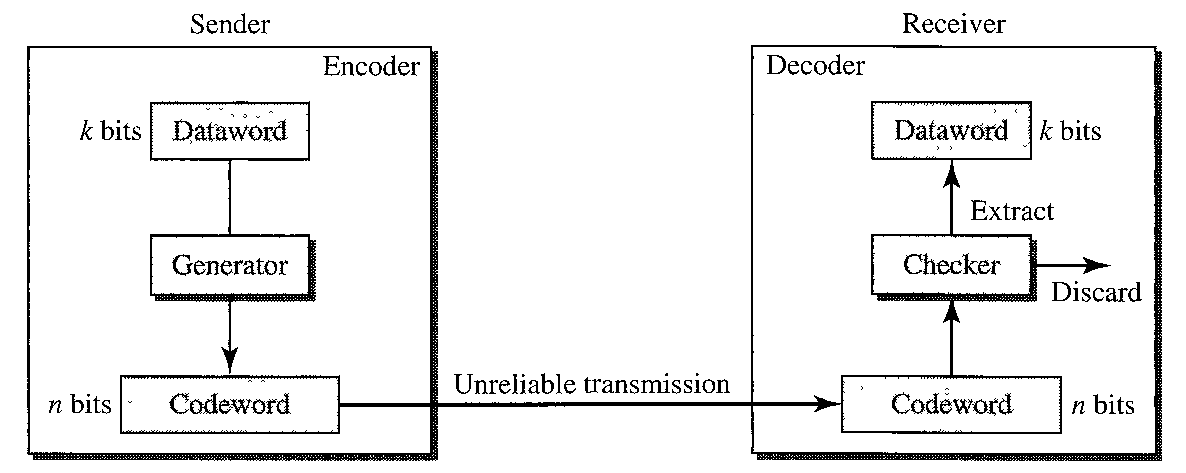 Sender
Receiver
Encoder
Decoder
k bits
Dataword
Dataword
k bits
Extract
Generator
Checker
Discard
Unreliable transmission
n bits
Codeword
Codeword
n bits